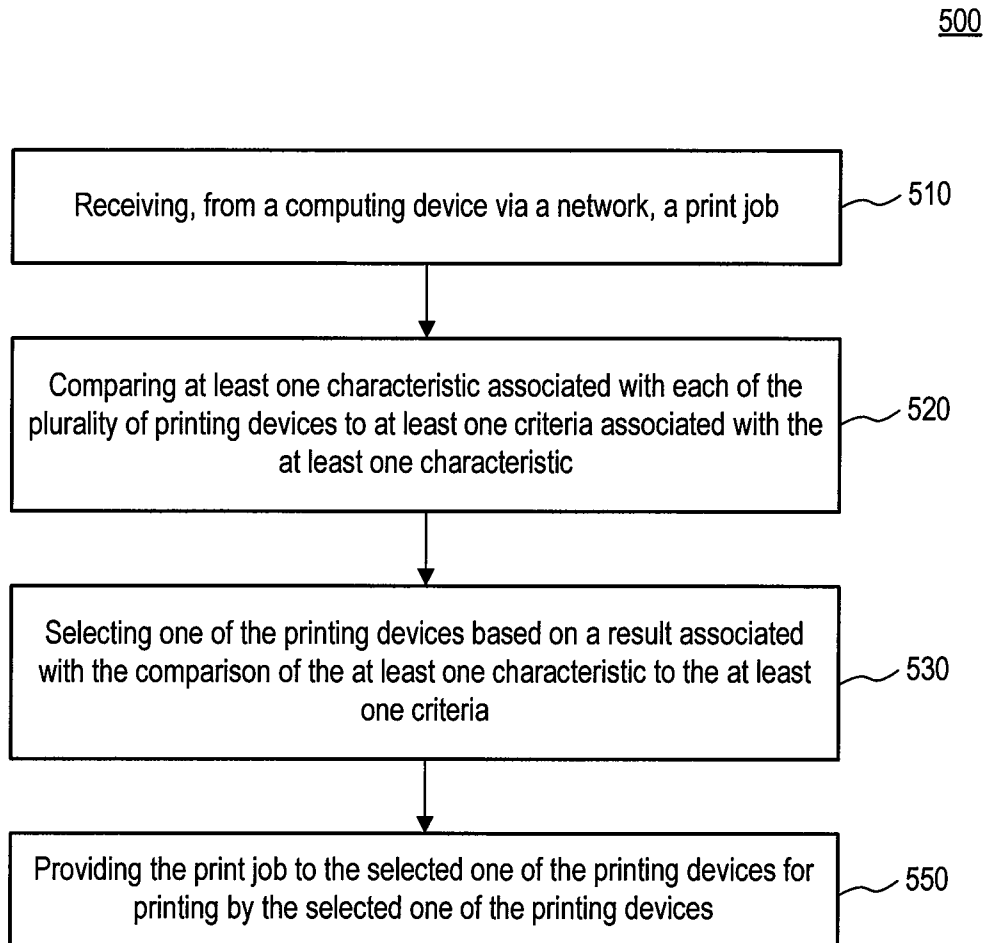 500
Receiving, from a computing device via a network, a print job
510
Comparing at least one characteristic associated with each of the
plurality of printing devices to at least one criteria associated with the
at least one characteristic
520
Selecting one of the printing devices based on a result associated
with the comparison of the at least one characteristic to the at least
one criteria
530
Providing the print job to the selected one of the printing devices for
printing by the selected one of the printing devices
550